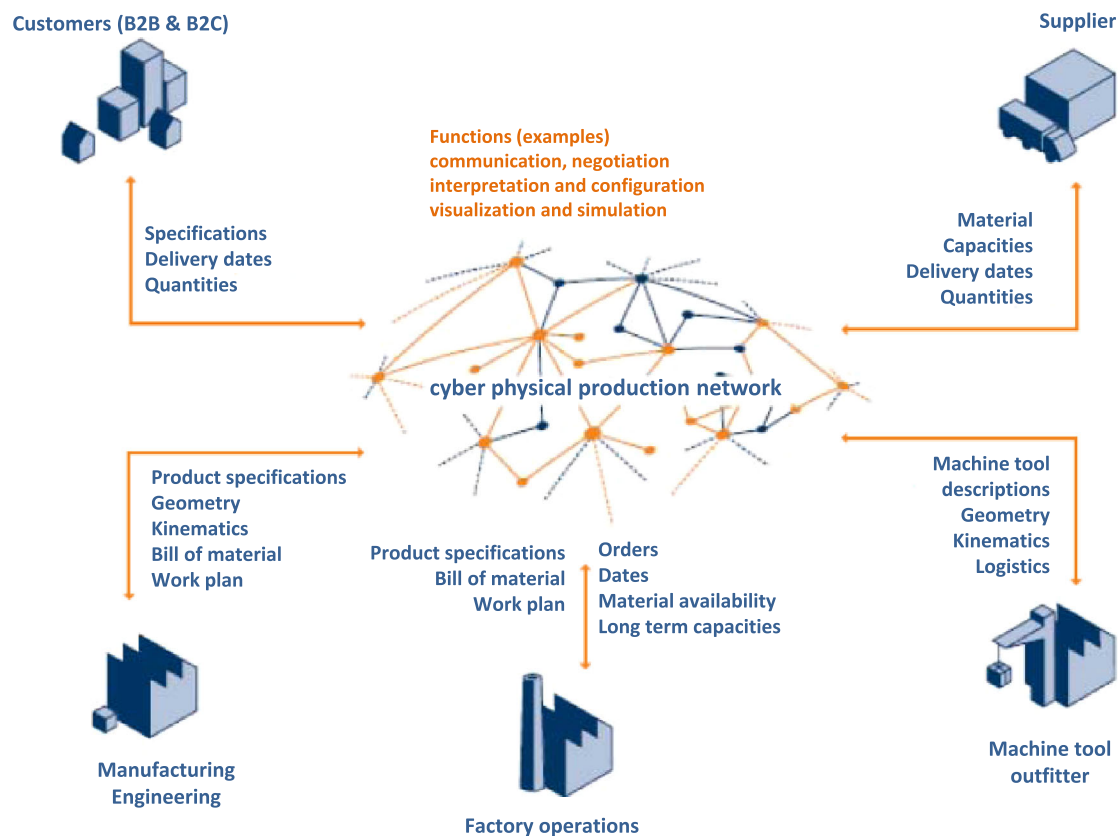 Customers (B2B & B2C)
Supplier
Functions (examples)
communication, negotiation
interpretation and configuration
visualization and simulation
Specifications
Delivery dates
Quantities
Material
Capacities
Delivery dates
Quantities
cyber physical production network
Product specifications
Geometry
Kinematics
Bill of material
Work plan
Product specifications
Bill of material
Work plan
Orders
Dates
Material availability
Long term capacities
Machine tool
descriptions
Geometry
Kinematics
Logistics
Manufacturing
Engineering
Factory operations
Machine tool
outfitter